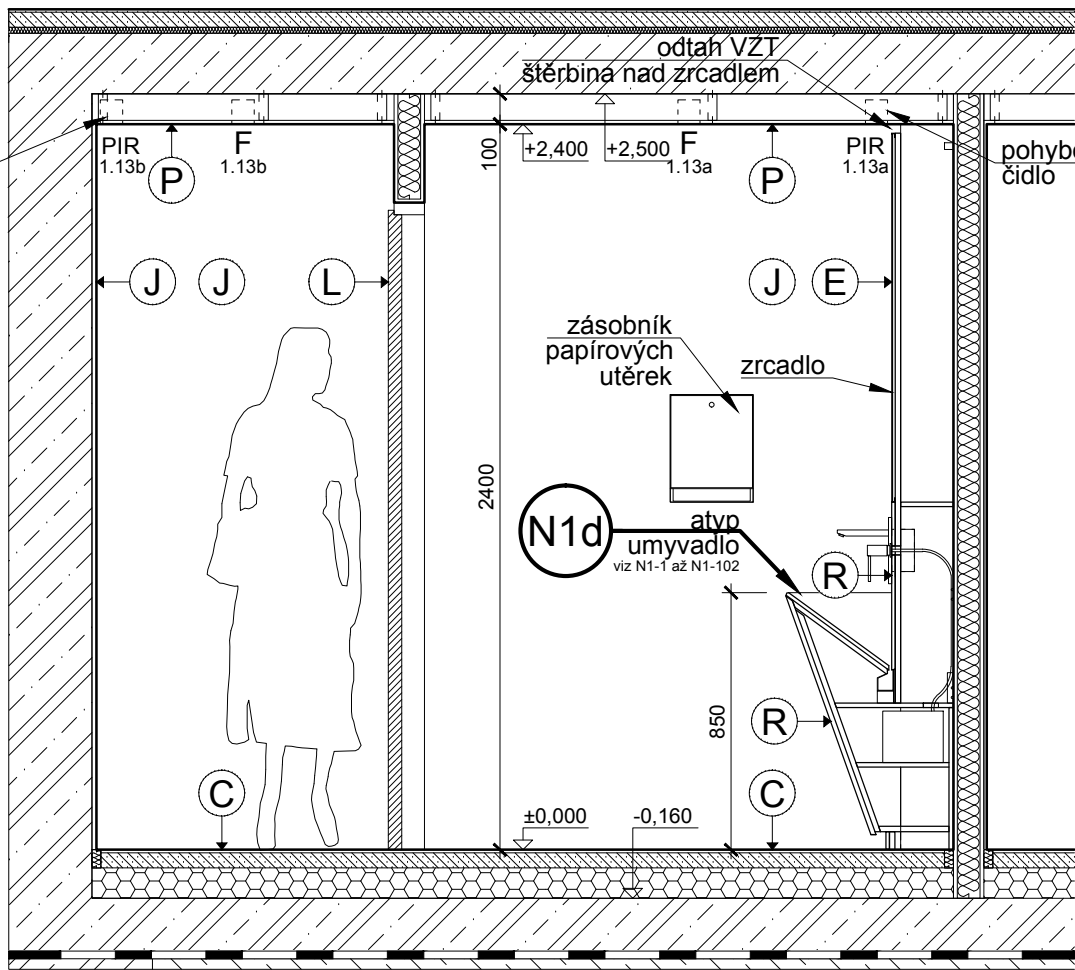 odtah VZT
štěrbina nad zrcadlem
PIR
1.13b
F
1.13b
P
100
+2,400
+2,500
F
1.13a
P
PIR
1.13a
čidlo
J
J
L
J
E
zásobník
papírových
utěrek
zrcadlo
2400
N1d
atyp
umyvadlo
viz N1-1 až N1-102
R
850
R
C
±0,000
-0,160
C